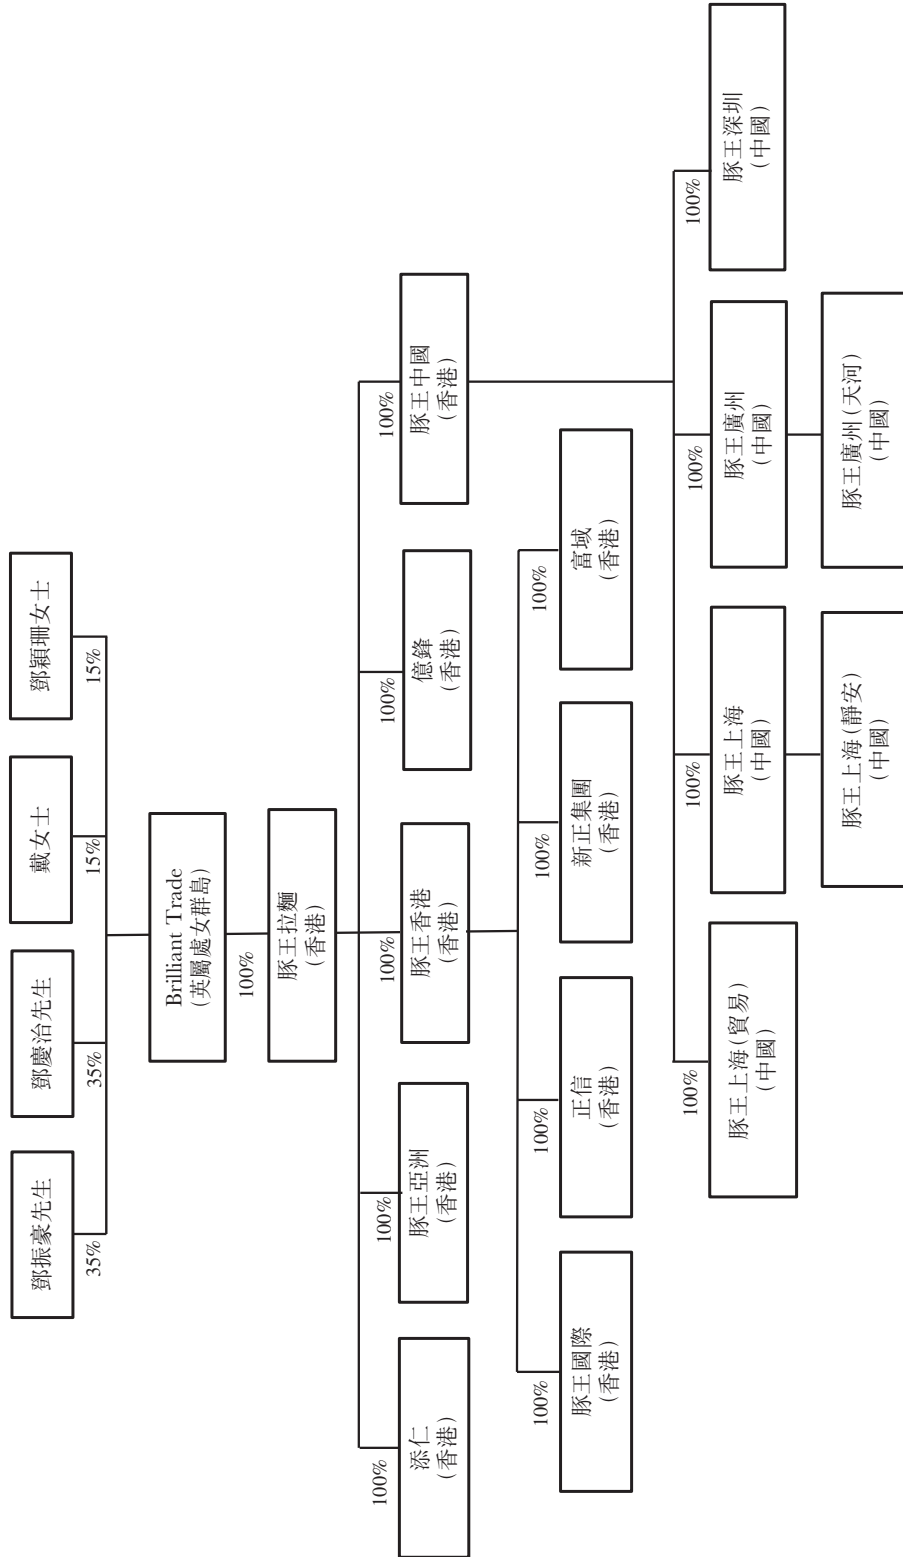 鄧振豪先生
鄧慶治先生
戴女士
鄧穎珊女士
35%
35%
15%
15%
Brilliant Trade
(英屬處女群島)
100%
豚王拉麵
(香港)
100%
100%
100%
100%
100%
添仁
(香港)
豚王亞洲
(香港)
豚王香港
(香港)
億鋒
(香港)
豚王中國
(香港)
100%
100%
100%
100%
豚王國際
(香港)
正信
(香港)
新正集團
(香港)
富域
(香港)
100%
100%
100%
100%
豚王上海(貿易)
(中國)
豚王上海
(中國)
豚王廣州
(中國)
豚王深圳
(中國)
豚王上海(靜安)
(中國)
豚王廣州(天河)
(中國)